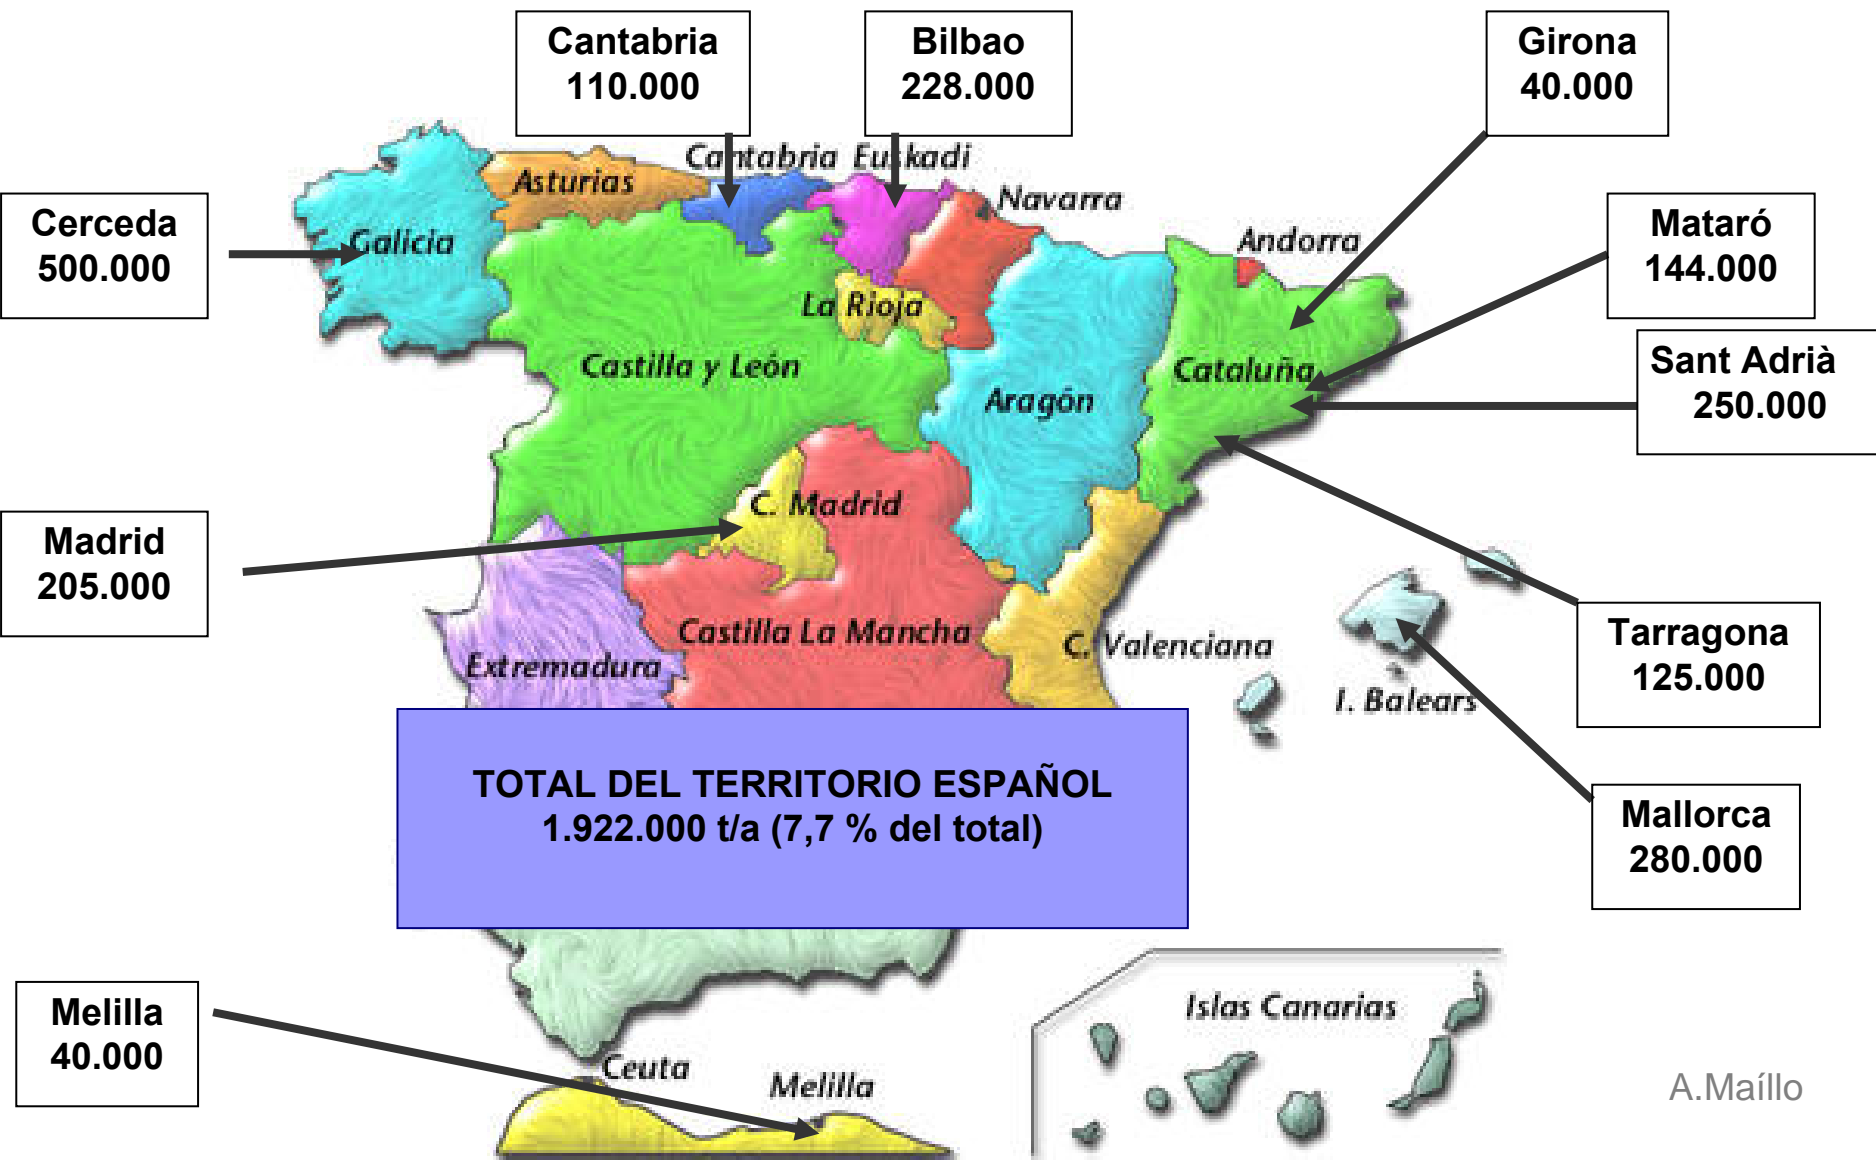 Cantabria
110.000
Bilbao
228.000
Girona
40.000
Cerceda
500.000
Mataró
144.000
Sant Adrià
250.000
Madrid
205.000
Tarragona
125.000
Mallorca
280.000
Melilla
40.000
Cantabria
Euskadi
Asturias
Navarra
Galicia
Andorra
La Rioja
Castilla y León
Cataluña
Aragón
C. Madrid
Castilla La Mancha
C. Valenciana
Extremadura
I. Balears
TOTAL DEL TERRITORIO ESPAÑOL
1.922.000 t/a (7,7 % del total)
Islas Canarias
Ceuta
Melilla
A.Maíllo